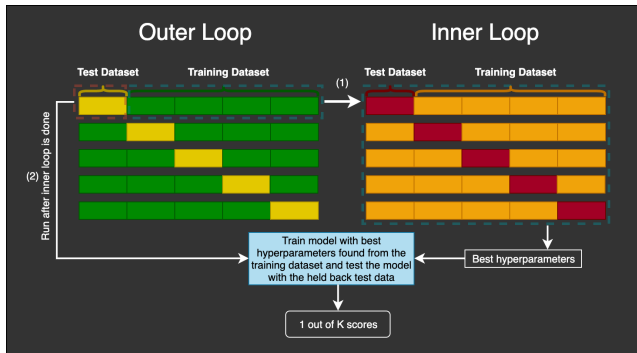 Outer Loop
Inner Loop
Test Dataset
Training Dataset
(1)
Test Dataset
Training Dataset
(2)
Run after inner loop is done
Train model with best
hyperparameters found from the
training dataset and test the model
with the held back test data
Best hyperparameters
1 out of K scores